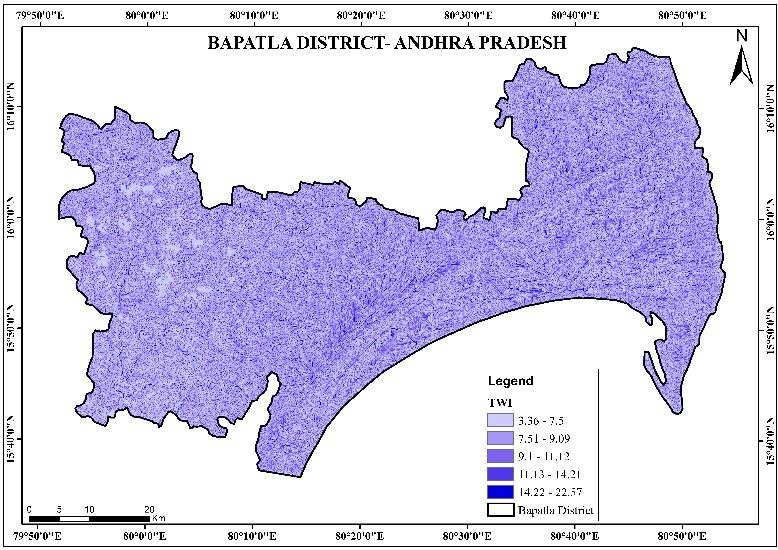 79°50'0"E 80°0'0"E 80°10'0"E 80°20'0"E 80°30'0"E 80°40'0"E 80°50'0"E
BAPATLA DISTRICT- ANDHRA PRADESH
N
16°10'0"N 16°10'0"N
16°0'0"N 16°0'0"N
15°50'0"N 15°50'0"N
15°40'0"N 15°40'0"N
Legend
TWI
3.36 - 7.5
7.51 - 9.09
9.1 - 11.12
11.13 - 14.21
14.22 - 22.57
Bapatla District
0 5 10 20
Km
79°50'0"E 80°0'0"E 80°10'0"E 80°20'0"E 80°30'0"E 80°40'0"E 80°50'0"E